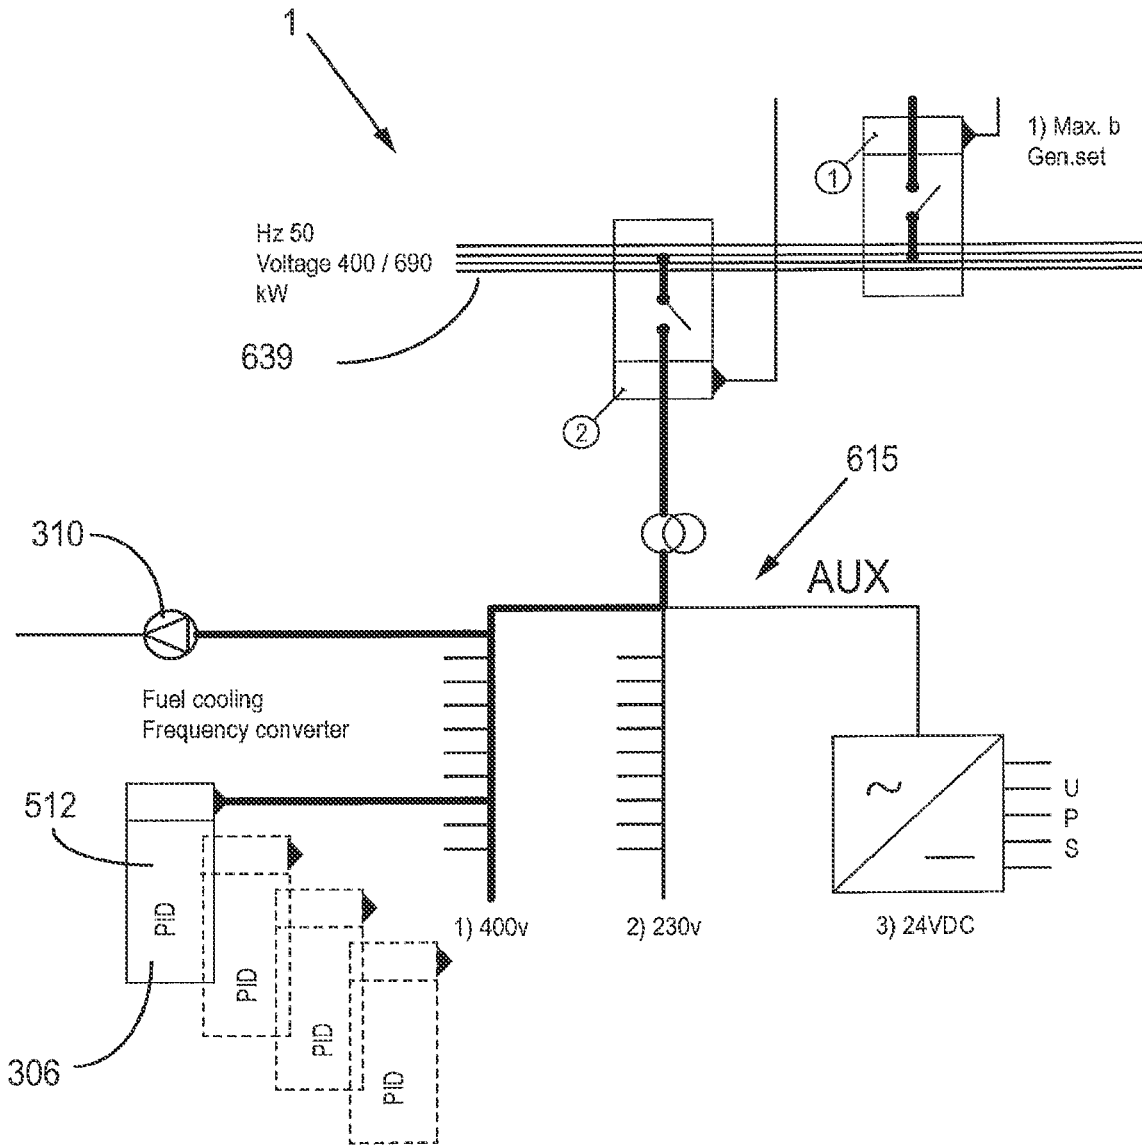 1
1) Max. b
Gen.set
1
Hz 50
Voltage 400 / 690
kW
639
2
615
310
AUX
Fuel cooling
Frequency converter
512
U
P
S
1) 400v
2) 230v
3) 24VDC
PID
PID
PID
PID
306